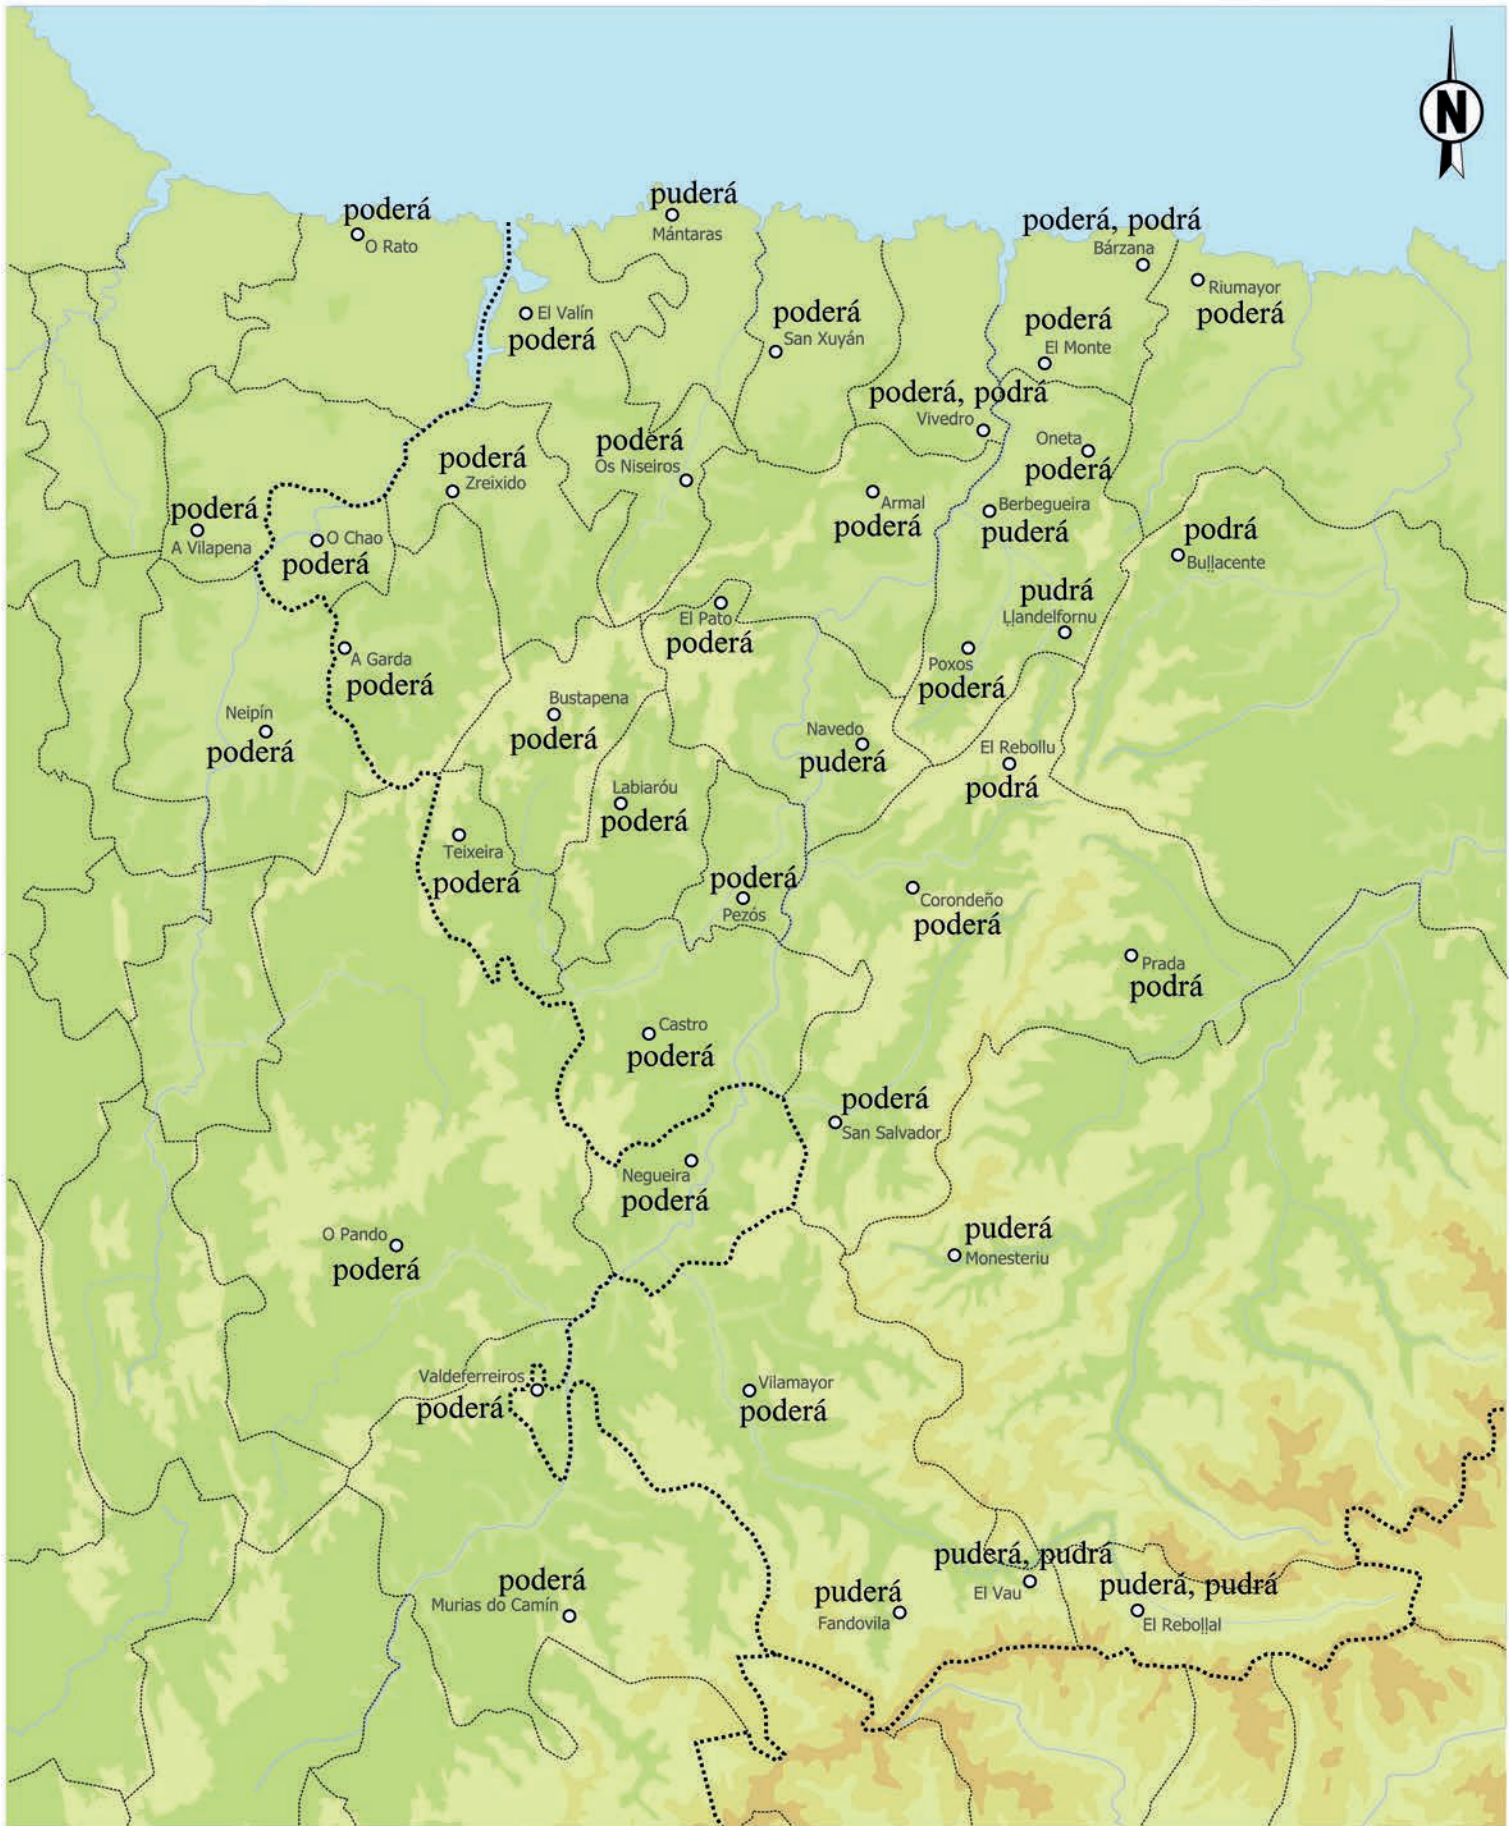 N
puderá
Mántaras
poderá
O Rato
poderá, podrá
Bárzana
Riumayor
poderá
El Valín
poderá
poderá
San Xuyán
poderá
El Monte
poderá, podrá
Vivedro
Oneta
poderá
poderá
Os Niseiros
poderá
Zreixido
Armal
poderá
Berbegueira
puderá
poderá
A Vilapena
O Chao
poderá
podrá
Buḷḷacente
pudrá
Ḷḷandelfornu
El Pato
poderá
A Garda
poderá
Poxos
poderá
Bustapena
poderá
Neipín
poderá
Navedo
puderá
El Rebollu
podrá
Labiaróu
poderá
Teixeira
poderá
poderá
Pezós
Corondeño
poderá
Prada
podrá
Castro
poderá
poderá
San Salvador
Negueira
poderá
O Pando
poderá
puderá
Monesteriu
Valdeferreiros
poderá
Vilamayor
poderá
puderá, pudrá
El Vau
poderá
Murias do Camín
puderá
Fandovila
puderá, pudrá
El Reboḷḷal